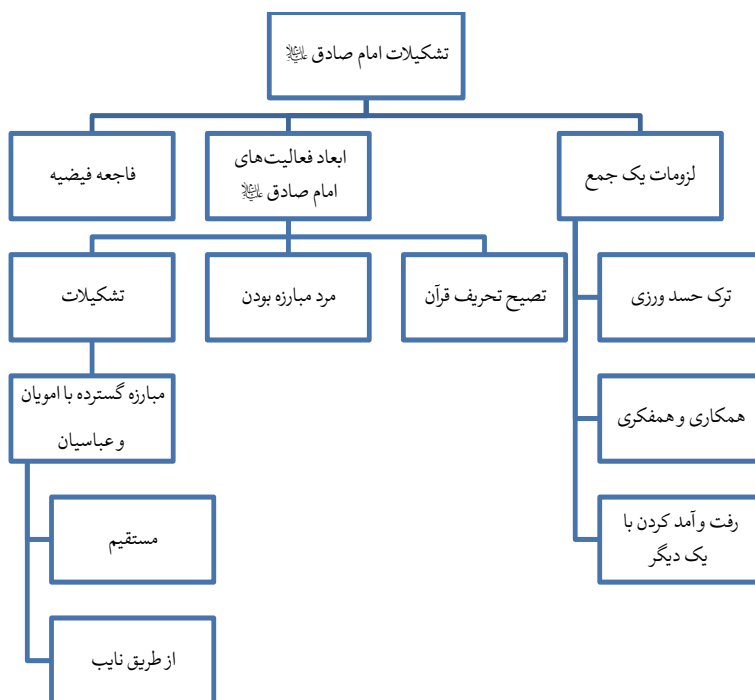 تشکیلات امام صادق علیه‌السلام
لزومات یک جمع
ابعاد فعالیت‌های
امام صادق علیه‌السلام
فاجعه فیضیه
ترک حسد ورزی
همکاری و همفکری
رفت و آمد کردن با
یک دیگر
تصیح تحریف قرآن
مرد مبارزه بودن
تشکیلات
مبارزه گسترده با امویان
و عباسیان
مستقیم
از طریق نایب